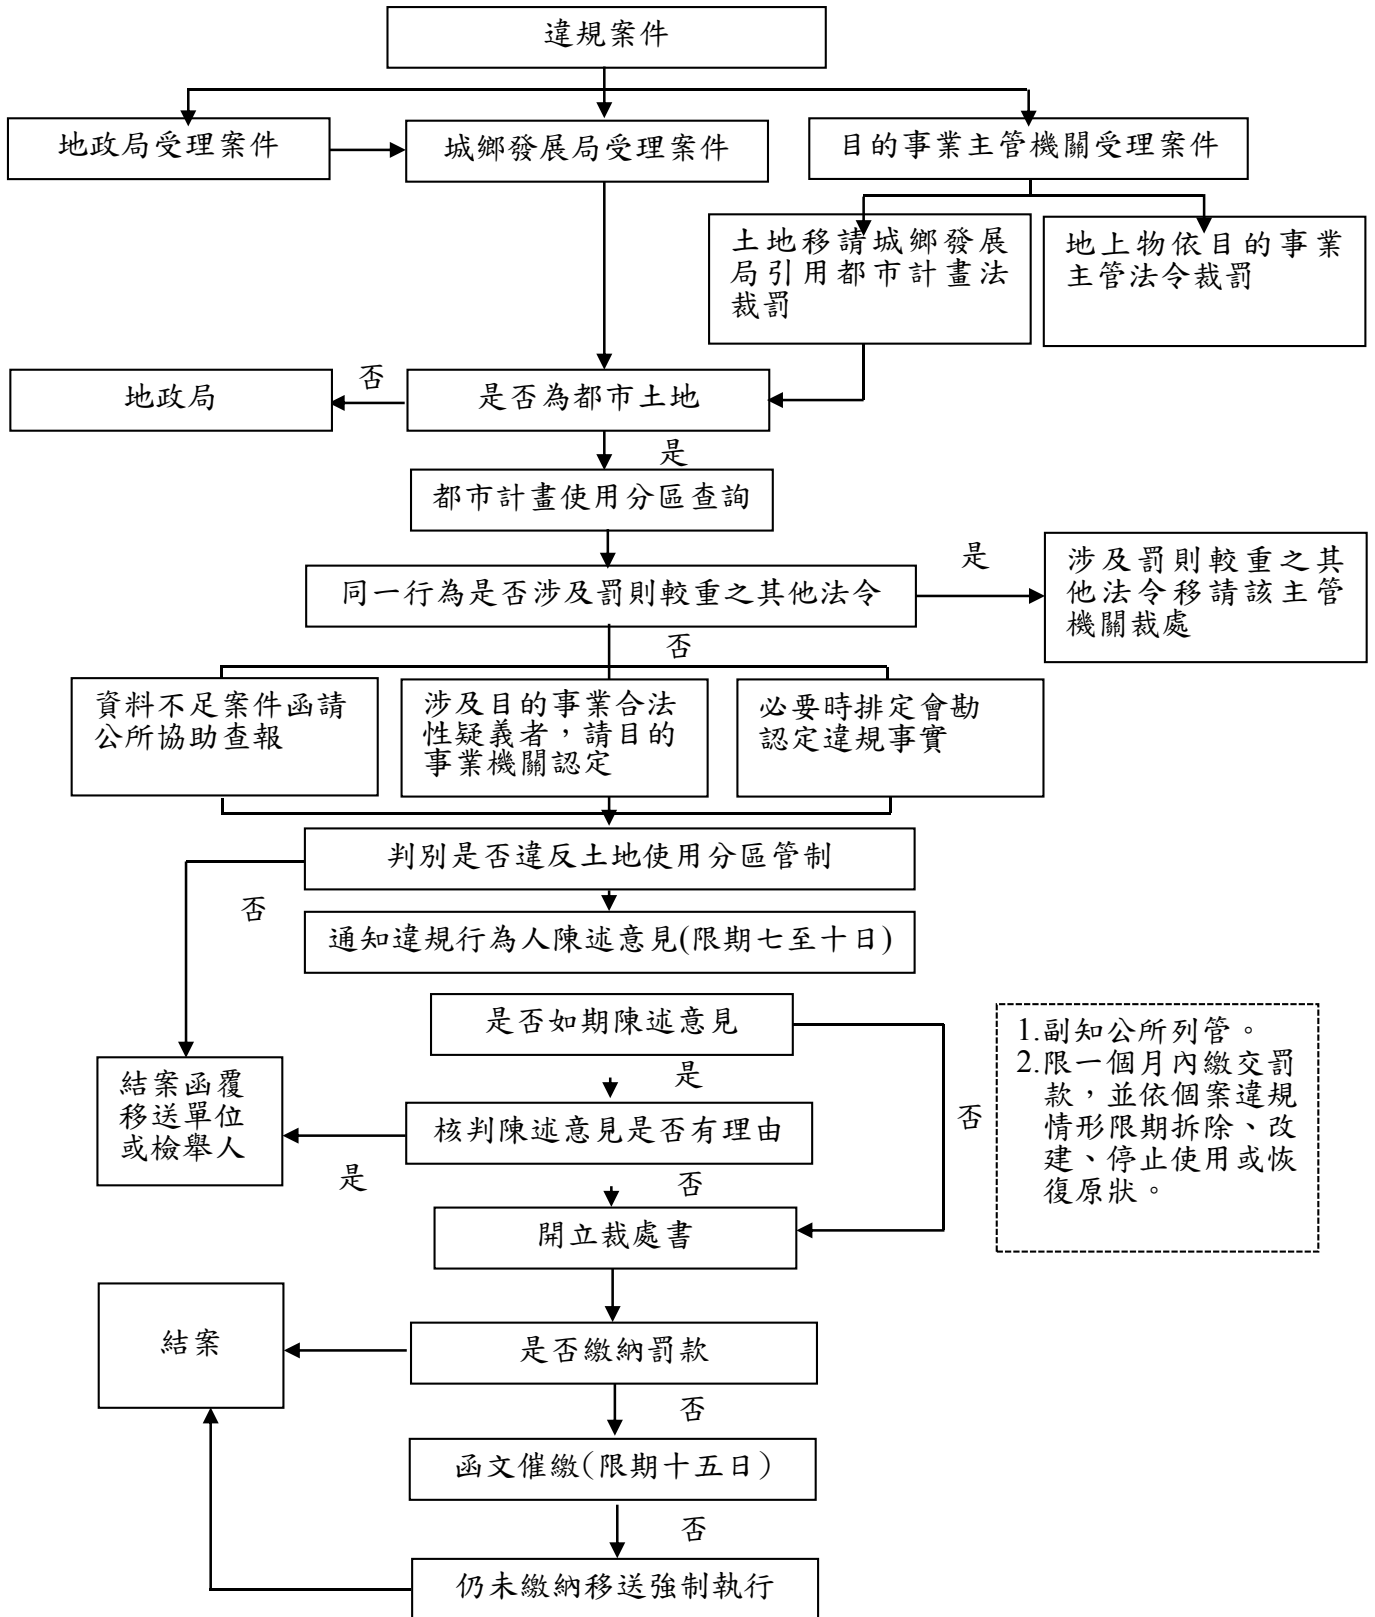 違規案件
地政局受理案件
城鄉發展局受理案件
目的事業主管機關受理案件
土地移請城鄉發展
局引用都市計畫法
裁罰
地上物依目的事業
主管法令裁罰
地政局
否
是否為都市土地
是
都市計畫使用分區查詢
同一行為是否涉及罰則較重之其他法令
是
涉及罰則較重之其
他法令移請該主管
機關裁處
否
資料不足案件函請
公所協助查報
涉及目的事業合法
性疑義者，請目的
事業機關認定
必要時排定會勘
認定違規事實
判別是否違反土地使用分區管制
否
通知違規行為人陳述意見(限期七至十日)
是否如期陳述意見
是
否
1.副知公所列管。
2.限一個月內繳交罰
款，並依個案違規
情形限期拆除、改
建、停止使用或恢
復原狀。
結案函覆
移送單位
或檢舉人
核判陳述意見是否有理由
是
否
開立裁處書
結案
是否繳納罰款
否
函文催繳(限期十五日)
否
仍未繳納移送強制執行